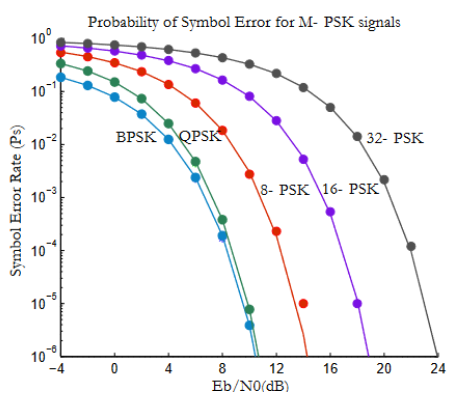 Probability of Symbol Error for M- PSK signals
Symbol Error Rate (Ps)
10^0
10^-1
10^-2
10^-3
10^-4
10^-5
10^-6
BPSK
QPSK
8- PSK
16- PSK
32- PSK
-4 0 4 8 12 16 20 24
Eb/N0(dB)